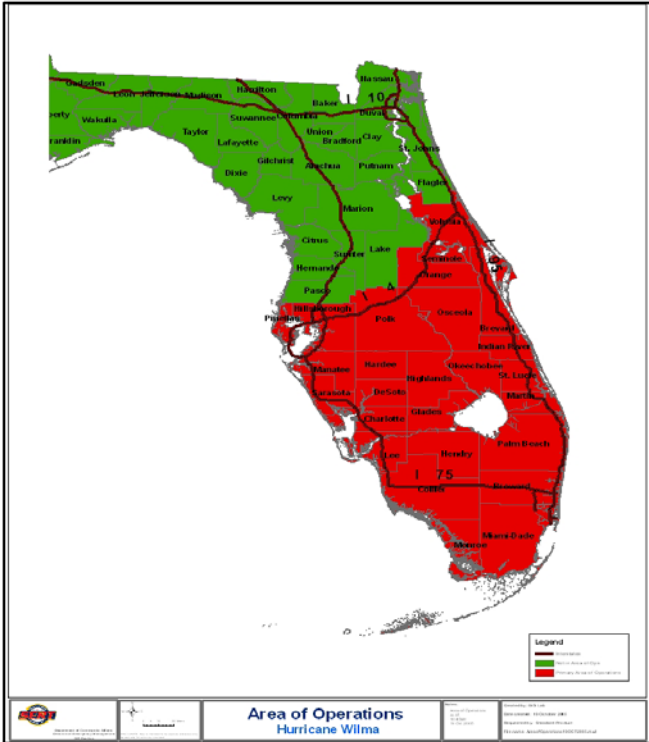 Nassau
Gadsden
Hamilton
Leon
Jefferson
Madison
Baker
I 10
Duval
Wakulla
Suwannee
Columbia
Taylor
Union
Bradford
Clay
Lafayette
St. Johns
Gilchrist
Alachua
Putnam
Dixie
Flagler
Levy
Marion
Volusia
Citrus
Lake
Sumter
I 95
Hernando
Seminole
Orange
Pasco
I 4
Hillsborough
Pinellas
Polk
Osceola
Brevard
Indian River
Manatee
Hardee
Okeechobee
Highlands
St. Lucie
Sarasota
DeSoto
Martin
Charlotte
Glades
Palm Beach
Lee
Hendry
I 75
Collier
Broward
Miami-Dade
Monroe
Legend
Area of Operations
Hurricane Wilma